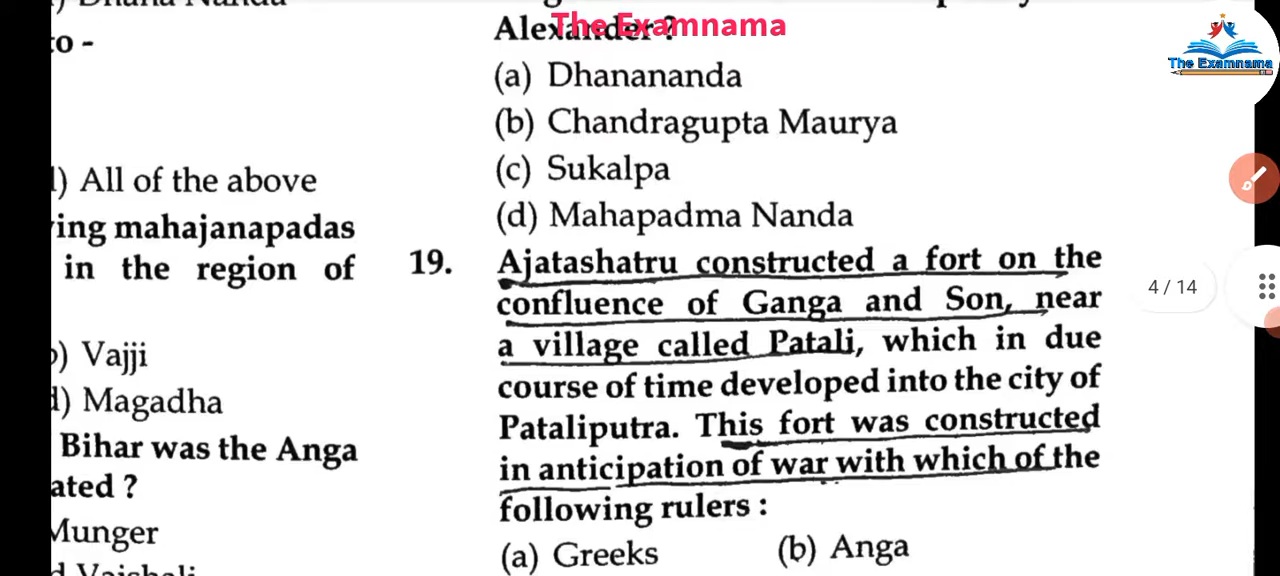 The Examnama
to -
l) All of the above
ing mahajanapadas
in the region of
) Vajji
) Magadha
Bihar was the Anga
ated ?
Munger
Alexander ?
(a) Dhanananda
(b) Chandragupta Maurya
(c) Sukalpa
(d) Mahapadma Nanda
19. Ajatashatru constructed a fort on the
confluence of Ganga and Son, near
a village called Patali, which in due
course of time developed into the city of
Pataliputra. This fort was constructed
in anticipation of war with which of the
following rulers :
(a) Greeks (b) Anga
The Examnama
4 / 14